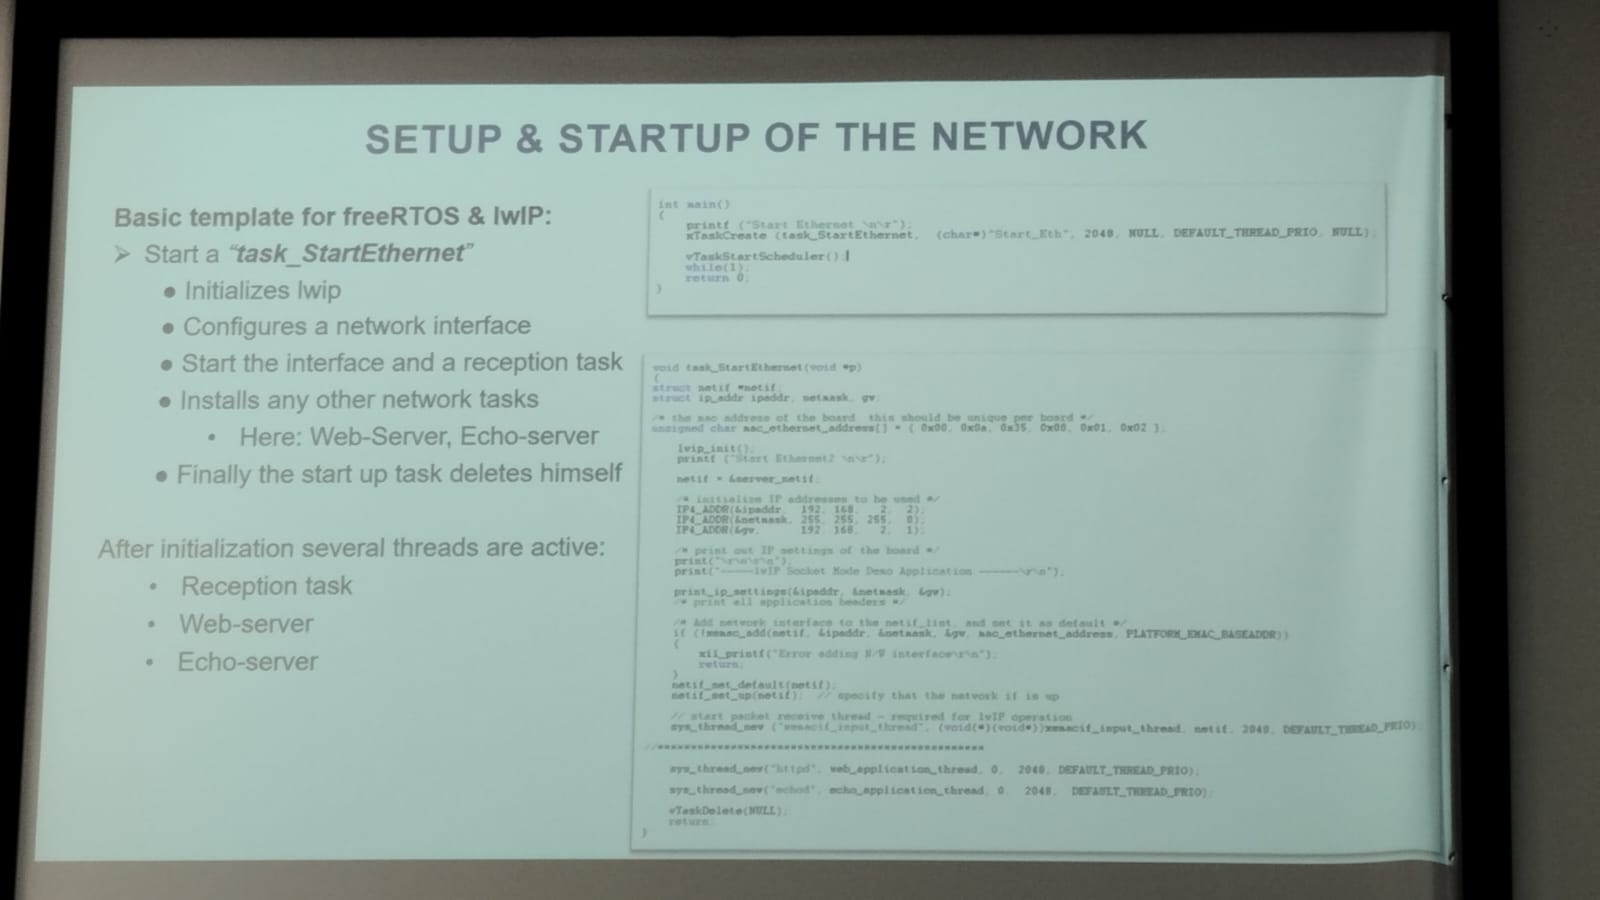 SETUP & STARTUP OF THE NETWORK
Basic template for freeRTOS & lwIP:
➢ Start a “task_StartEthernet”
● Initializes lwip
● Configures a network interface
● Start the interface and a reception task
● Installs any other network tasks
• Here: Web-Server, Echo-server
● Finally the start up task deletes himself
After initialization several threads are active:
• Reception task
• Web-server
• Echo-server
int main()
{
printf ("Start Ethernet \n\r");
xTaskCreate (task_StartEthernet, (char*)"Start_Eth", 2048, NULL, DEFAULT_THREAD_PRIO, NULL);
vTaskStartScheduler();
while(1);
return 0;
}
void task_StartEthernet(void *p)
{
struct netif *netif;
struct ip_addr ipaddr, netmask, gw;
/* the mac address of the board. this should be unique per board */
unsigned char mac_ethernet_address[] = { 0x00, 0x0a, 0x35, 0x00, 0x01, 0x02 };
lwip_init();
printf ("Start Ethernet2 \n\r");
netif = &server_netif;
/* initialize IP addresses to be used */
IP4_ADDR(&ipaddr, 192, 168, 2, 2);
IP4_ADDR(&netmask, 255, 255, 255, 0);
IP4_ADDR(&gw, 192, 168, 2, 1);
/* print out IP settings of the board */
print("\r\n\n\n");
print("-----lwIP Socket Mode Demo Application ------\r\n");
print_ip_settings(&ipaddr, &netmask, &gw);
/* print all application headers */
/* Add network interface to the netif_list, and set it as default */
if (!xemac_add(netif, &ipaddr, &netmask, &gw, mac_ethernet_address, PLATFORM_EMAC_BASEADDR))
{
xil_printf("Error adding N/W interface\r\n");
return;
}
netif_set_default(netif);
netif_set_up(netif); // specify that the network if is up
// start packet receive thread - required for lwIP operation
sys_thread_new ("xemacif_input_thread", (void(*)(void*))xemacif_input_thread, netif, 2048, DEFAULT_THREAD_PRIO);
sys_thread_new("httpd", web_application_thread, 0, 2048, DEFAULT_THREAD_PRIO);
sys_thread_new("echod", echo_application_thread, 0, 2048, DEFAULT_THREAD_PRIO);
vTaskDelete(NULL);
return;
}